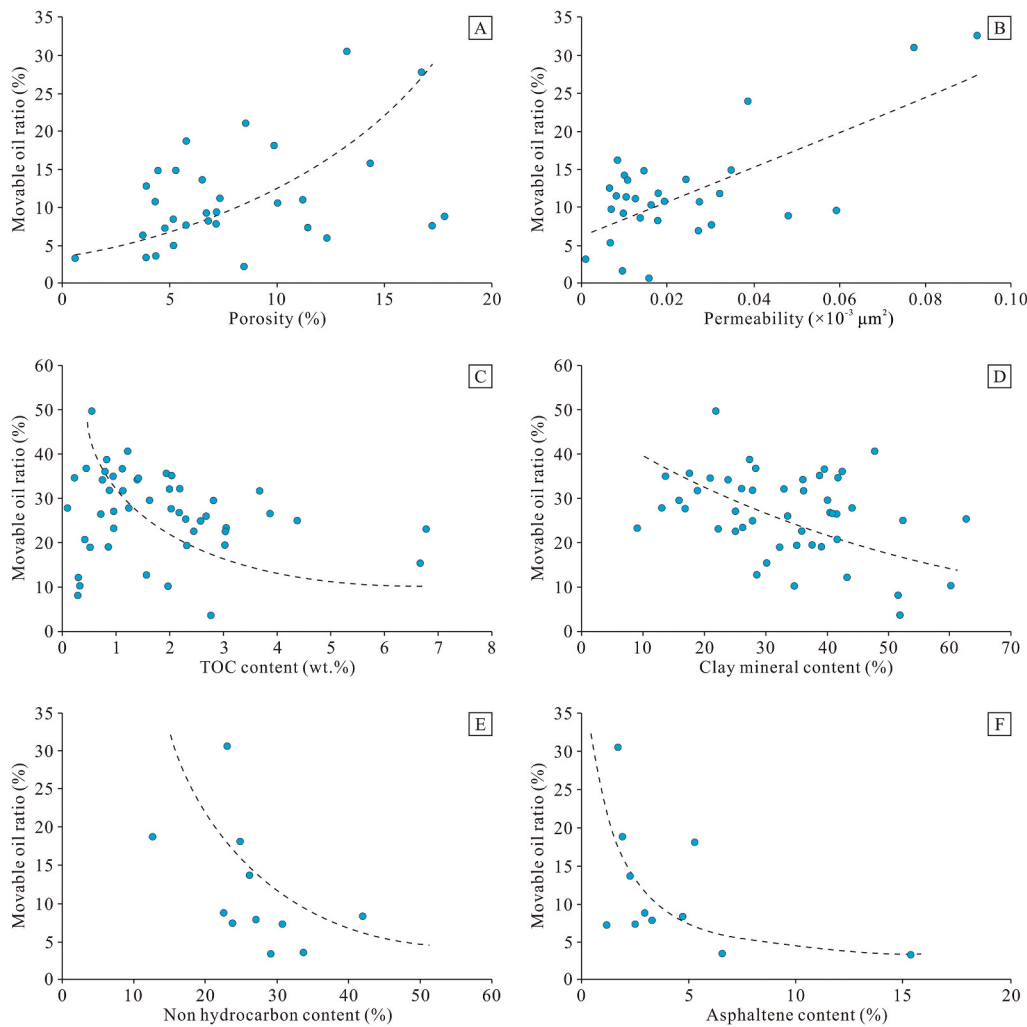 A
Movable oil ratio (%)
35
30
25
20
15
10
5
0
0 5 10 15 20
Porosity (%)
B
Movable oil ratio (%)
35
30
25
20
15
10
5
0
0.02 0.04 0.06 0.08 0.10
Permeability (×10⁻³ μm²)
C
Movable oil ratio (%)
60
50
40
30
20
10
0
0 1 2 3 4 5 6 7 8
TOC content (wt.%)
D
Movable oil ratio (%)
60
50
40
30
20
10
0
0 10 20 30 40 50 60 70
Clay mineral content (%)
E
Movable oil ratio (%)
35
30
25
20
15
10
5
0
0 10 20 30 40 50 60
Non hydrocarbon content (%)
F
Movable oil ratio (%)
35
30
25
20
15
10
5
0
0 5 10 15 20
Asphaltene content (%)